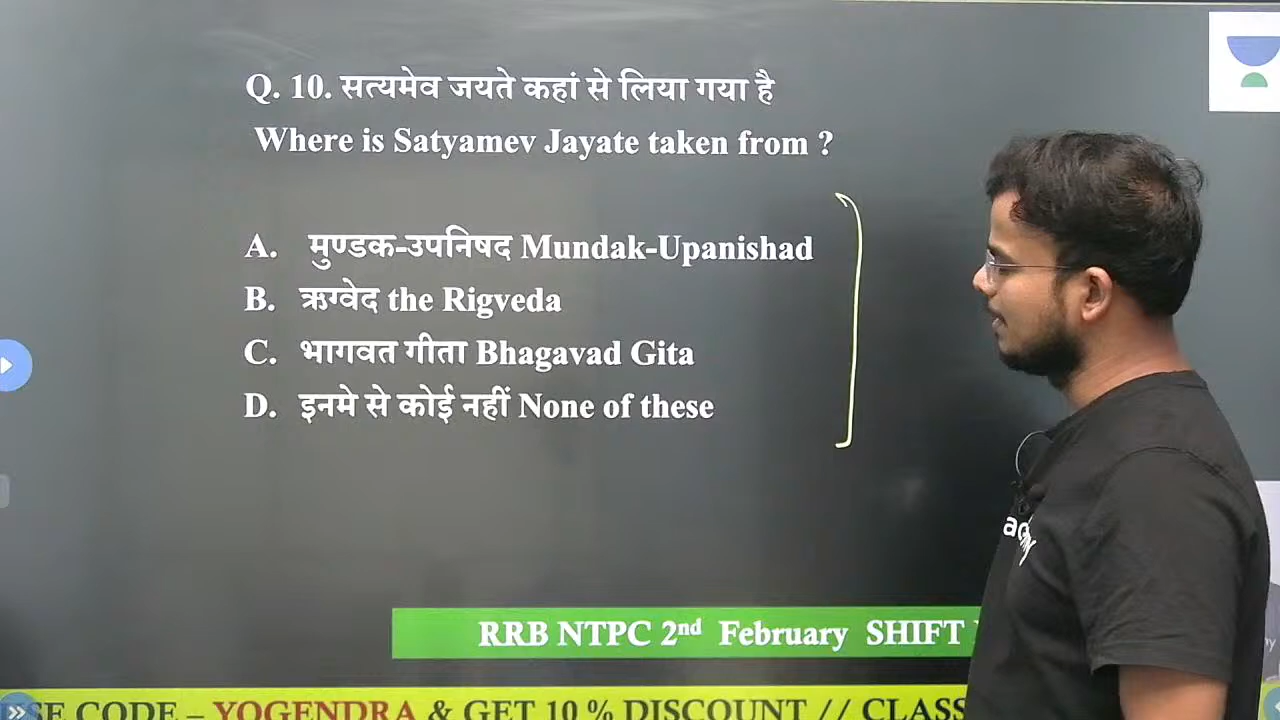 Q. 10. सत्यमेव जयते कहां से लिया गया है
Where is Satyamev Jayate taken from ?
A. मुण्डक-उपनिषद Mundak-Upanishad
B. ऋग्वेद the Rigveda
C. भागवत गीता Bhagavad Gita
D. इनमे से कोई नहीं None of these
RRB NTPC 2nd February SHIFT
CODE – YOGENDRA & GET 10 % DISCOUNT // CLASS